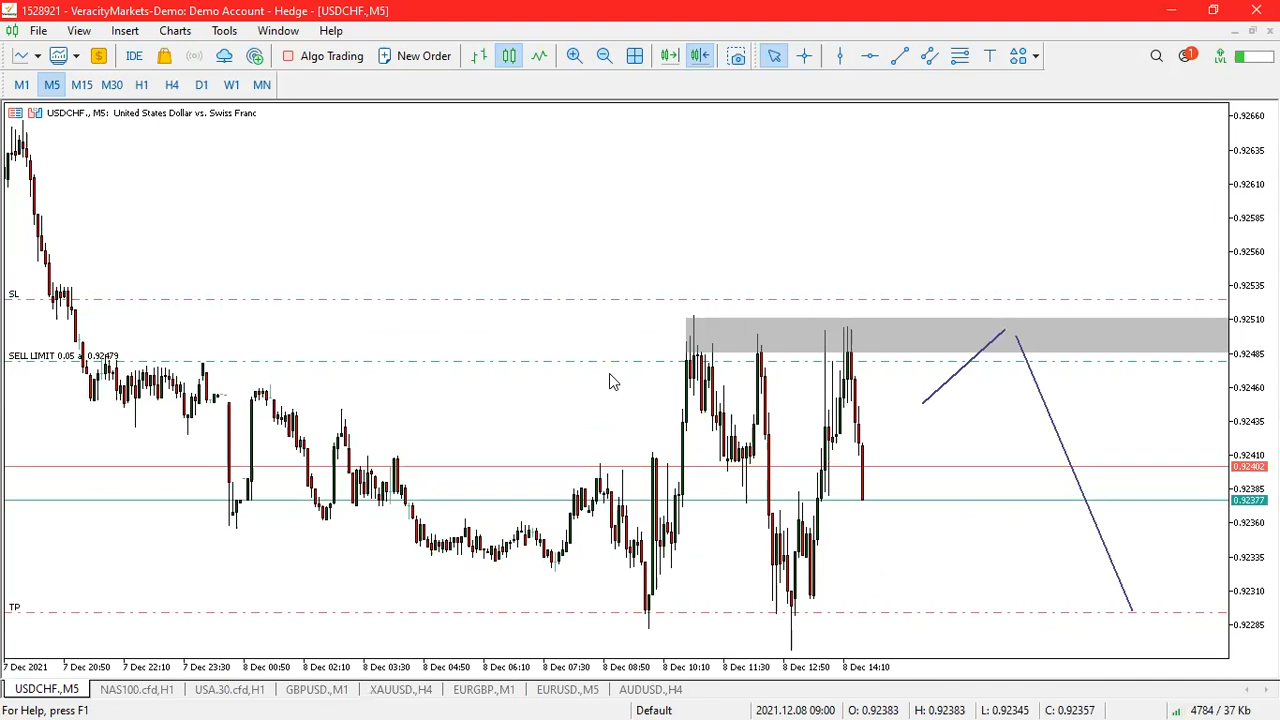 1528921 - VeracityMarkets-Demo: Demo Account - Hedge - [USDCHF.,M5]
File View Insert Charts Tools Window Help
IDE Algo Trading New Order 1 LVL
M1 M5 M15 M30 H1 H4 D1 W1 MN
USDCHF., M5: United States Dollar vs. Swiss Franc
0.92660
0.92635
0.92610
0.92585
0.92560
0.92535
SL
0.92510
SELL LIMIT 0.05 a 0.92479
0.92485
0.92460
0.92435
0.92410
0.92402
0.92385
0.92377
0.92360
0.92335
0.92310
TP
0.92285
7 Dec 2021 7 Dec 20:50 7 Dec 22:10 7 Dec 23:30 8 Dec 00:50 8 Dec 02:10 8 Dec 03:30 8 Dec 04:50 8 Dec 06:10 8 Dec 07:30 8 Dec 08:50 8 Dec 10:10 8 Dec 11:30 8 Dec 12:50 8 Dec 14:10
USDCHF.,M5 NAS100.cfd,H1 USA.30.cfd,H1 GBPUSD.,M1 XAUUSD.,H4 EURGBP.,M1 EURUSD.,M5 AUDUSD.,H4
For Help, press F1 Default 2021.12.08 09:00 O: 0.92383 H: 0.92383 L: 0.92345 C: 0.92357 4784 / 37 Kb